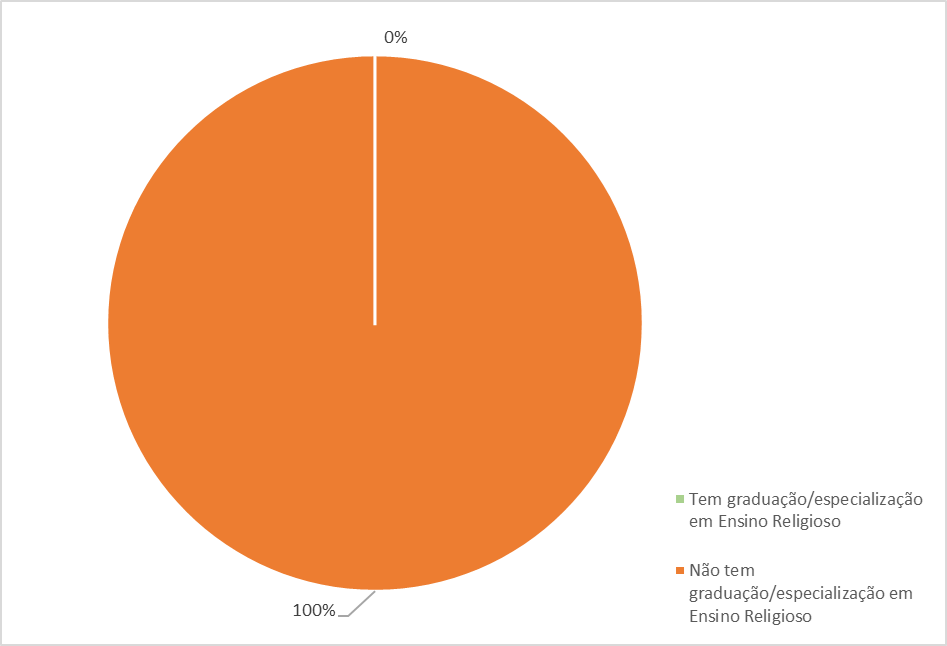 0%
100%
Tem graduação/especialização
em Ensino Religioso
Não tem
graduação/especialização em
Ensino Religioso